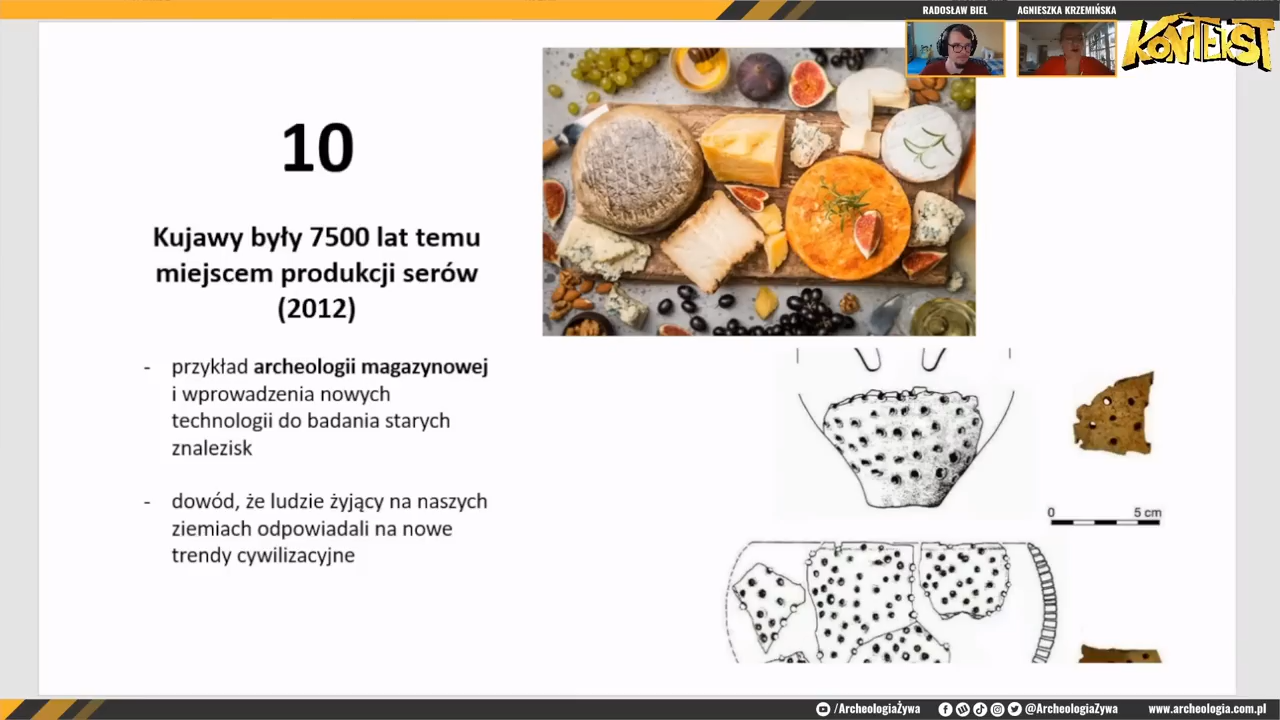 RADOSŁAW BIEL
AGNIESZKA KRZEMIŃSKA
KONTEKST
10
Kujawy były 7500 lat temu
miejscem produkcji serów
(2012)
- przykład archeologii magazynowej
i wprowadzenia nowych
technologii do badania starych
znalezisk
- dowód, że ludzie żyjący na naszych
ziemiach odpowiadali na nowe
trendy cywilizacyjne
0 5 cm
/ArcheologiaŻywa
@ArcheologiaŻywa
www.archeologia.com.pl